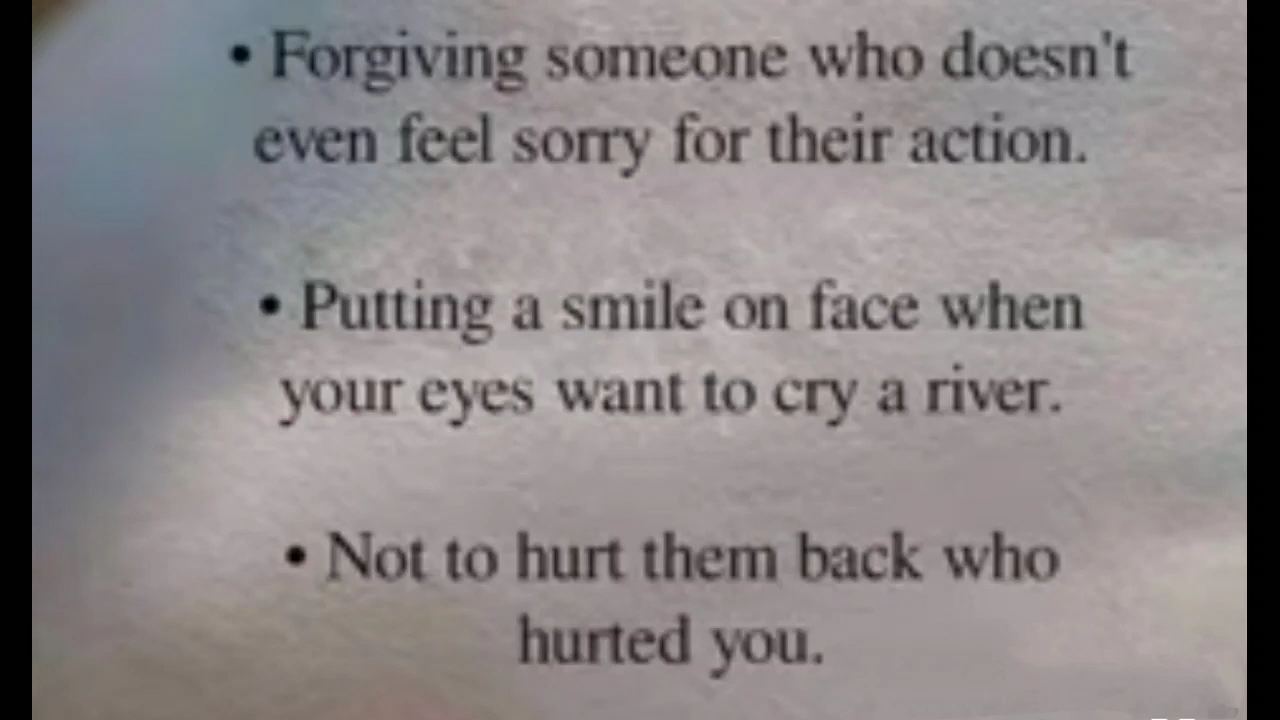 • Forgiving someone who doesn't
even feel sorry for their action.
• Putting a smile on face when
your eyes want to cry a river.
• Not to hurt them back who
hurted you.